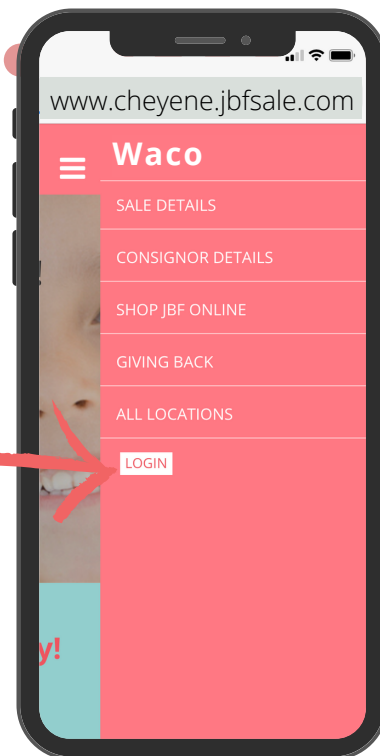 www.cheyene.jbfsale.com
Waco
SALE DETAILS
CONSIGNOR DETAILS
SHOP JBF ONLINE
GIVING BACK
ALL LOCATIONS
LOGIN
y!